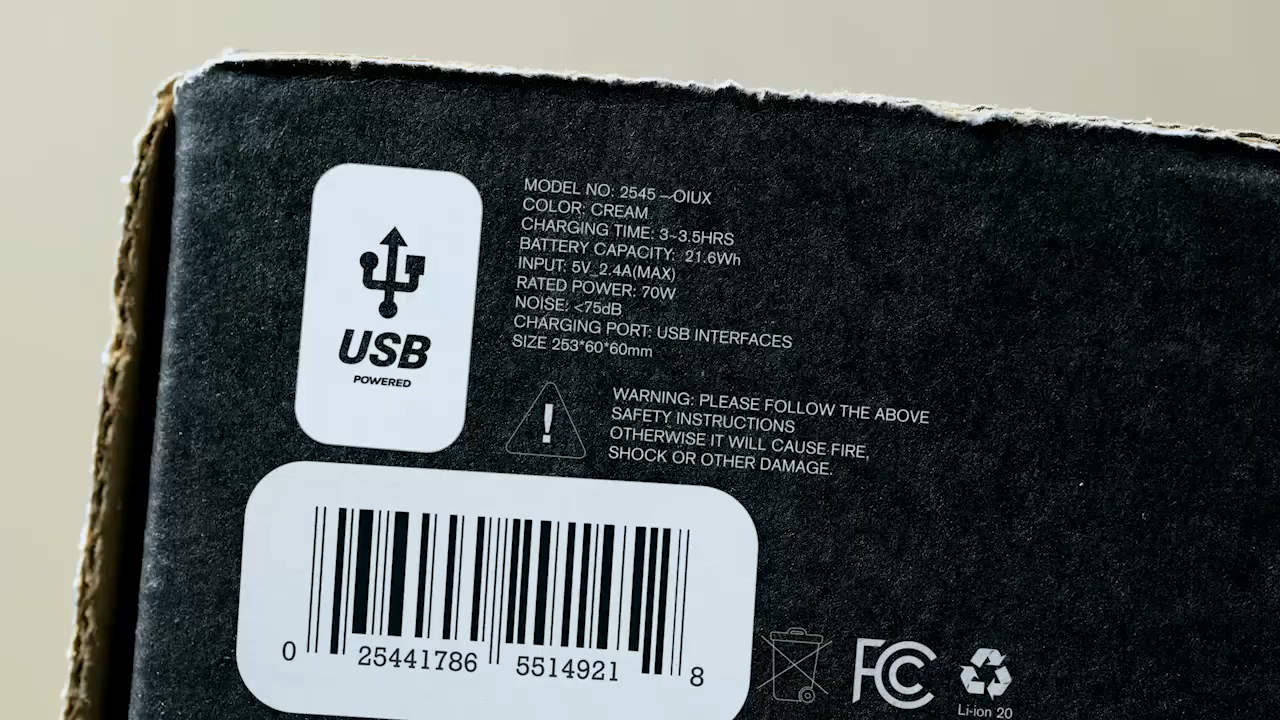 USB
POWERED
MODEL NO: 2545 -OIUX
COLOR: CREAM
CHARGING TIME: 3~3.5HRS
BATTERY CAPACITY: 21.6Wh
INPUT: 5V_2.4A(MAX)
RATED POWER: 70W
NOISE: <75dB
CHARGING PORT: USB INTERFACES
SIZE 253*60*60mm
WARNING: PLEASE FOLLOW THE ABOVE
SAFETY INSTRUCTIONS
OTHERWISE IT WILL CAUSE FIRE,
SHOCK OR OTHER DAMAGE.
0 25441786 5514921 8
FC
Li-ion 20